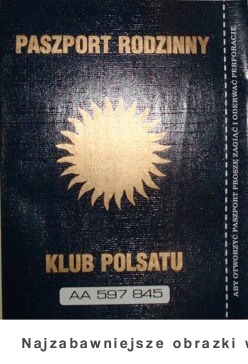 PASZPORT RODZINNY
KLUB POLSATU
AA 597 845
ABY OTWORZYĆ PASZPORT PROSZĘ ZAGIĄĆ I ODERWAĆ PERFORACJĘ
Najzabawniejsze obrazki w